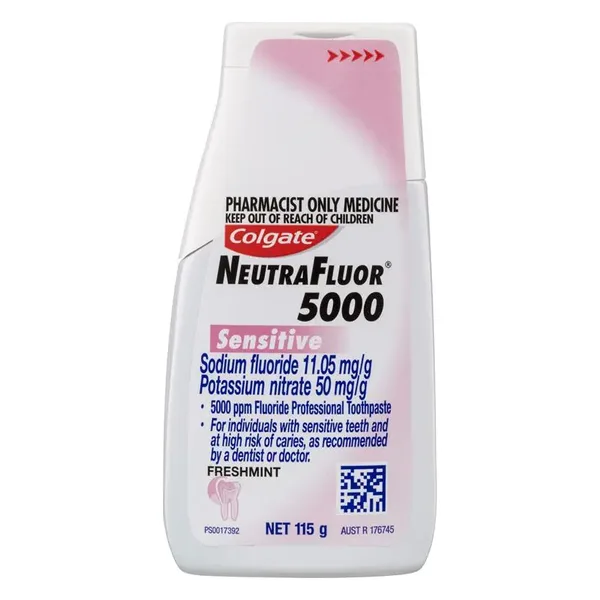 PHARMACIST ONLY MEDICINE
KEEP OUT OF REACH OF CHILDREN
Colgate®
NEUTRAFLUOR®
5000
Sensitive
Sodium fluoride 11.05 mg/g
Potassium nitrate 50 mg/g
• 5000 ppm Fluoride Professional Toothpaste
• For individuals with sensitive teeth and
at high risk of caries, as recommended
by a dentist or doctor.
FRESHMINT
PS0017392
NET 115 g
AUST R 176745